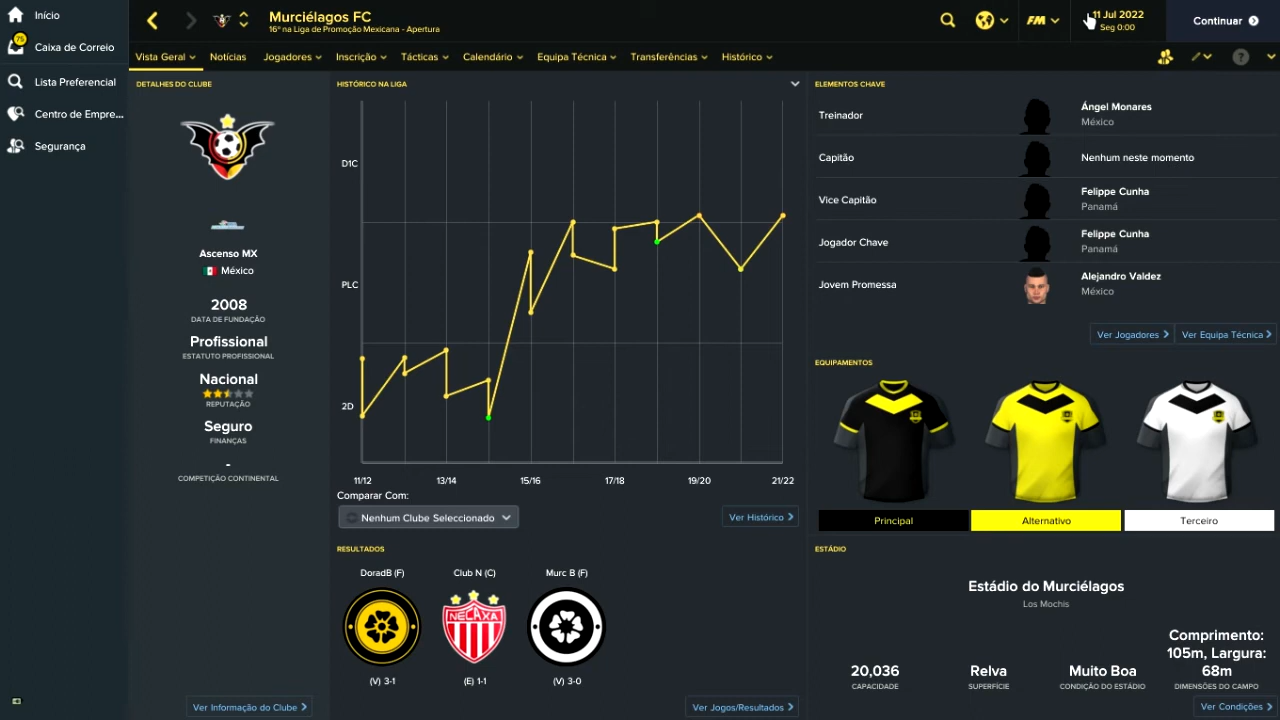 Início
75
Caixa de Correio
Lista Preferencial
Centro de Empre...
Segurança
Murciélagos FC
16º na Liga de Promoção Mexicana - Apertura
FM
11 Jul 2022
Seg 0:00
Continuar
Vista Geral
Notícias
Jogadores
Inscrição
Tácticas
Calendário
Equipa Técnica
Transferências
Histórico
?
DETALHES DO CLUBE
Ascenso MX
México
2008
DATA DE FUNDAÇÃO
Profissional
ESTATUTO PROFISSIONAL
Nacional
REPUTAÇÃO
Seguro
FINANÇAS
-
COMPETIÇÃO CONTINENTAL
Ver Informação do Clube
HISTÓRICO NA LIGA
D1C
PLC
2D
11/12
13/14
15/16
17/18
19/20
21/22
Comparar Com:
Nenhum Clube Seleccionado
Ver Histórico
RESULTADOS
DoradB (F)
Club N (C)
Murc B (F)
NECAXA
(V) 3-1
(E) 1-1
(V) 3-0
Ver Jogos/Resultados
ELEMENTOS CHAVE
Treinador
Ángel Monares
México
Capitão
Nenhum neste momento
Vice Capitão
Felippe Cunha
Panamá
Jogador Chave
Felippe Cunha
Panamá
Jovem Promessa
Alejandro Valdez
México
Ver Jogadores
Ver Equipa Técnica
EQUIPAMENTOS
Principal
Alternativo
Terceiro
ESTÁDIO
Estádio do Murciélagos
Los Mochis
20,036
CAPACIDADE
Relva
SUPERFÍCIE
Muito Boa
CONDIÇÃO DO ESTÁDIO
Comprimento:
105m, Largura:
68m
DIMENSÕES DO CAMPO
Ver Condições